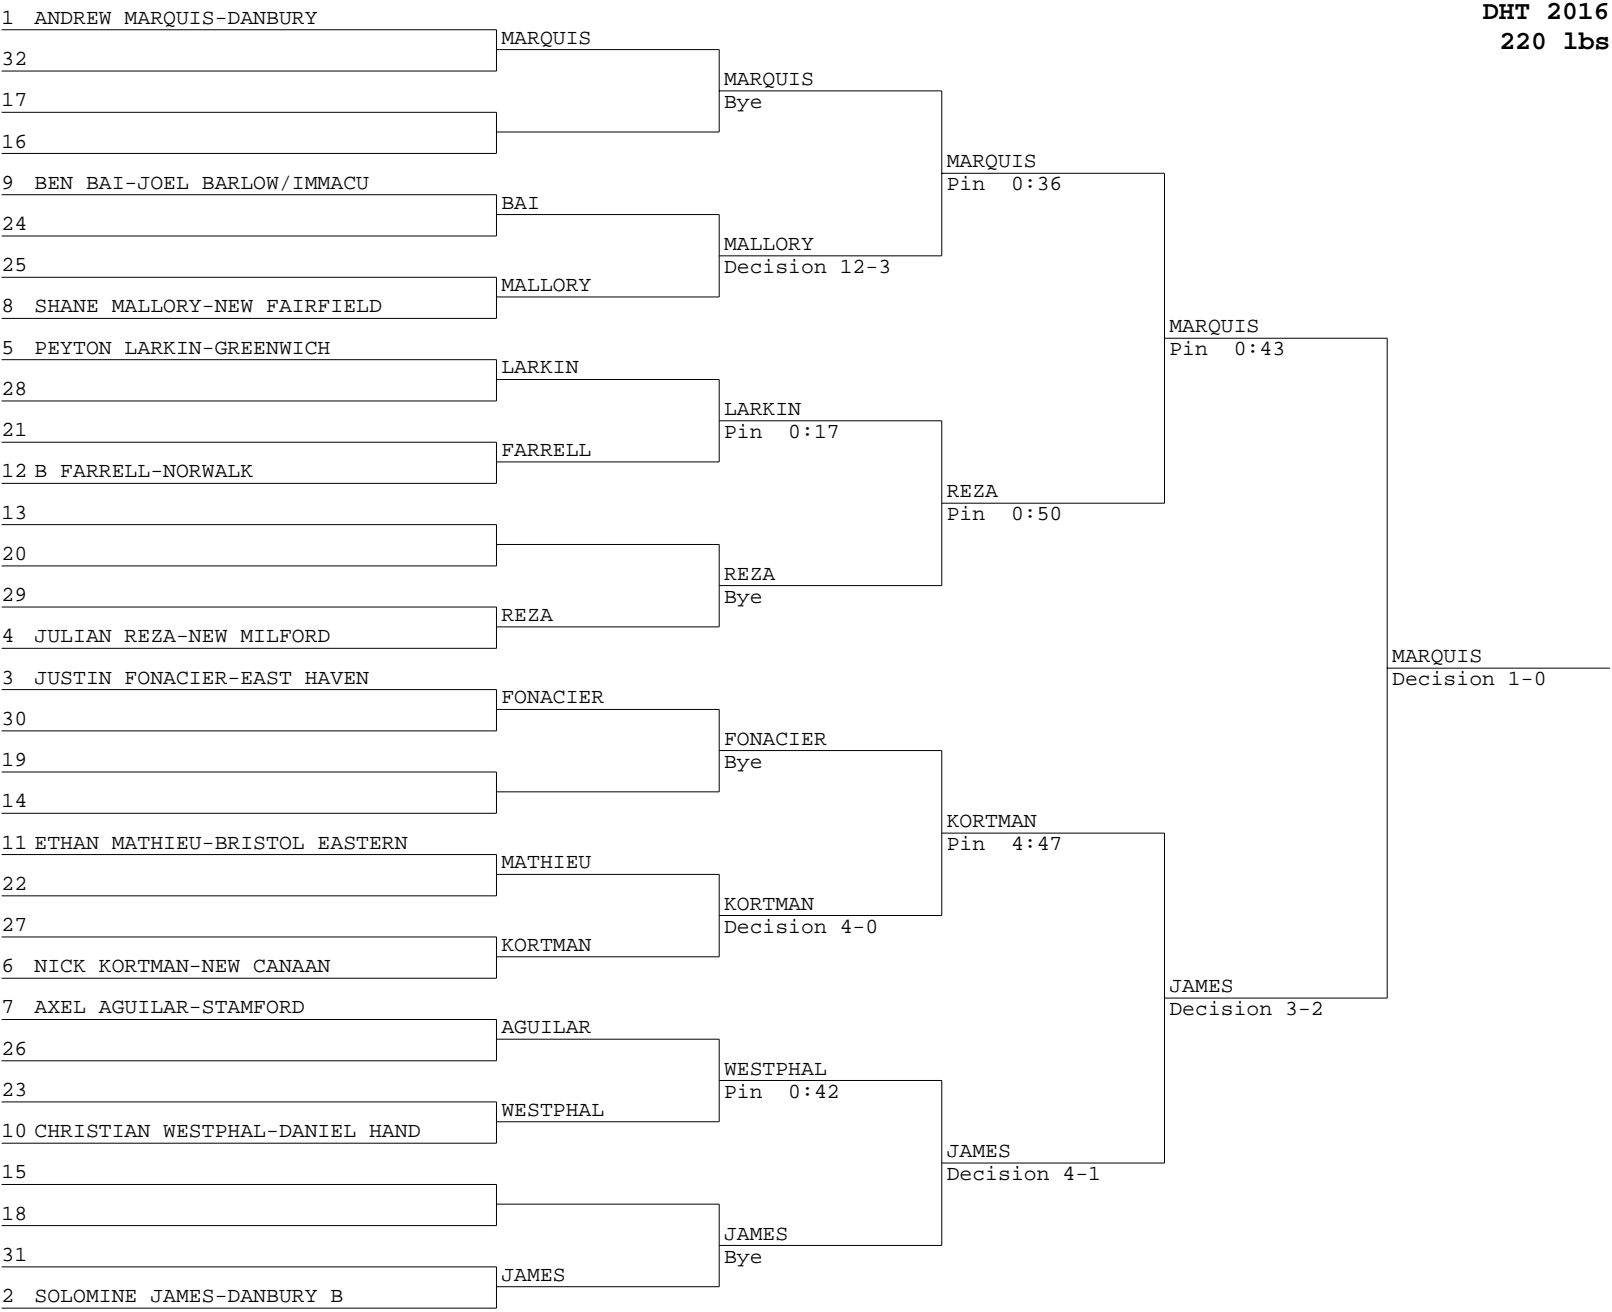 DHT 2016
220 lbs
1 ANDREW MARQUIS-DANBURY
32
17
16
9 BEN BAI-JOEL BARLOW/IMMACU
24
25
8 SHANE MALLORY-NEW FAIRFIELD
5 PEYTON LARKIN-GREENWICH
28
21
12 B FARRELL-NORWALK
13
20
29
4 JULIAN REZA-NEW MILFORD
3 JUSTIN FONACIER-EAST HAVEN
30
19
14
11 ETHAN MATHIEU-BRISTOL EASTERN
22
27
6 NICK KORTMAN-NEW CANAAN
7 AXEL AGUILAR-STAMFORD
26
23
10 CHRISTIAN WESTPHAL-DANIEL HAND
15
18
31
2 SOLOMINE JAMES-DANBURY B
MARQUIS
BAI
MALLORY
LARKIN
FARRELL
REZA
FONACIER
MATHIEU
KORTMAN
AGUILAR
WESTPHAL
JAMES
MARQUIS
Bye
MALLORY
Decision 12-3
LARKIN
Pin 0:17
REZA
Bye
FONACIER
Bye
KORTMAN
Decision 4-0
WESTPHAL
Pin 0:42
JAMES
Bye
MARQUIS
Pin 0:36
REZA
Pin 0:50
KORTMAN
Pin 4:47
JAMES
Decision 4-1
MARQUIS
Pin 0:43
JAMES
Decision 3-2
MARQUIS
Decision 1-0